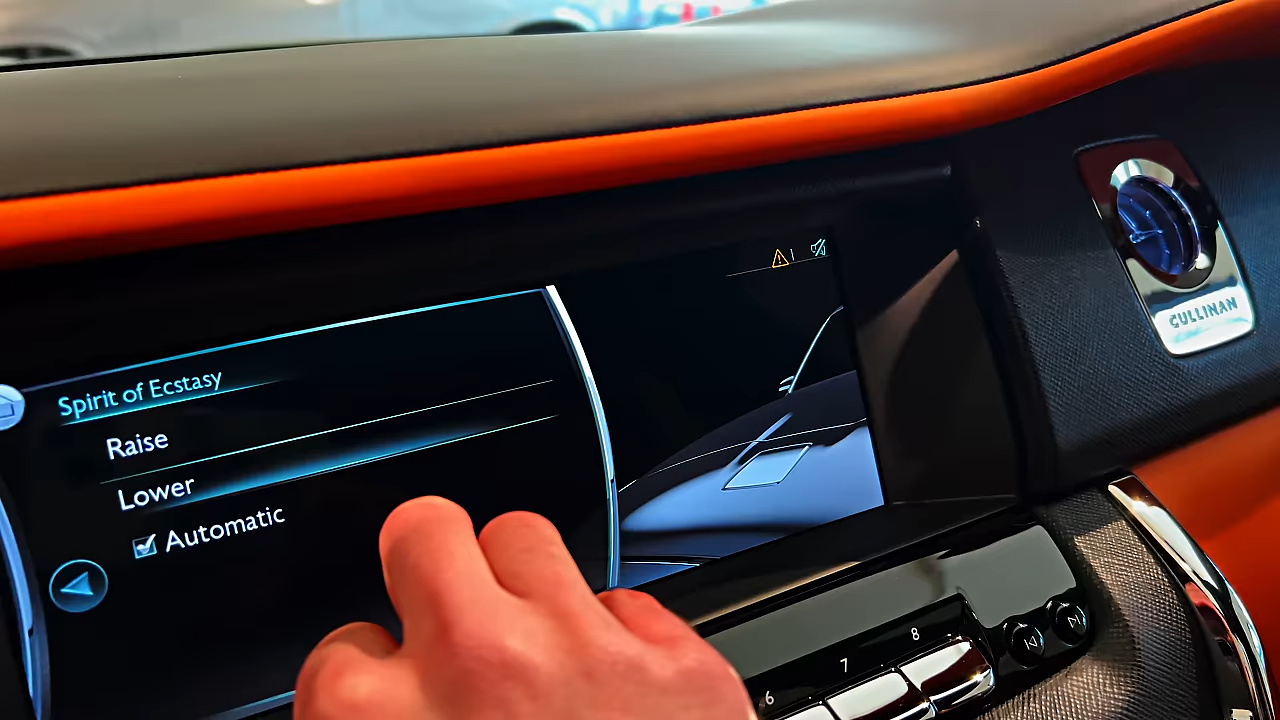 Spirit of Ecstasy
Raise
Lower
Automatic
CULLINAN
6
7
8